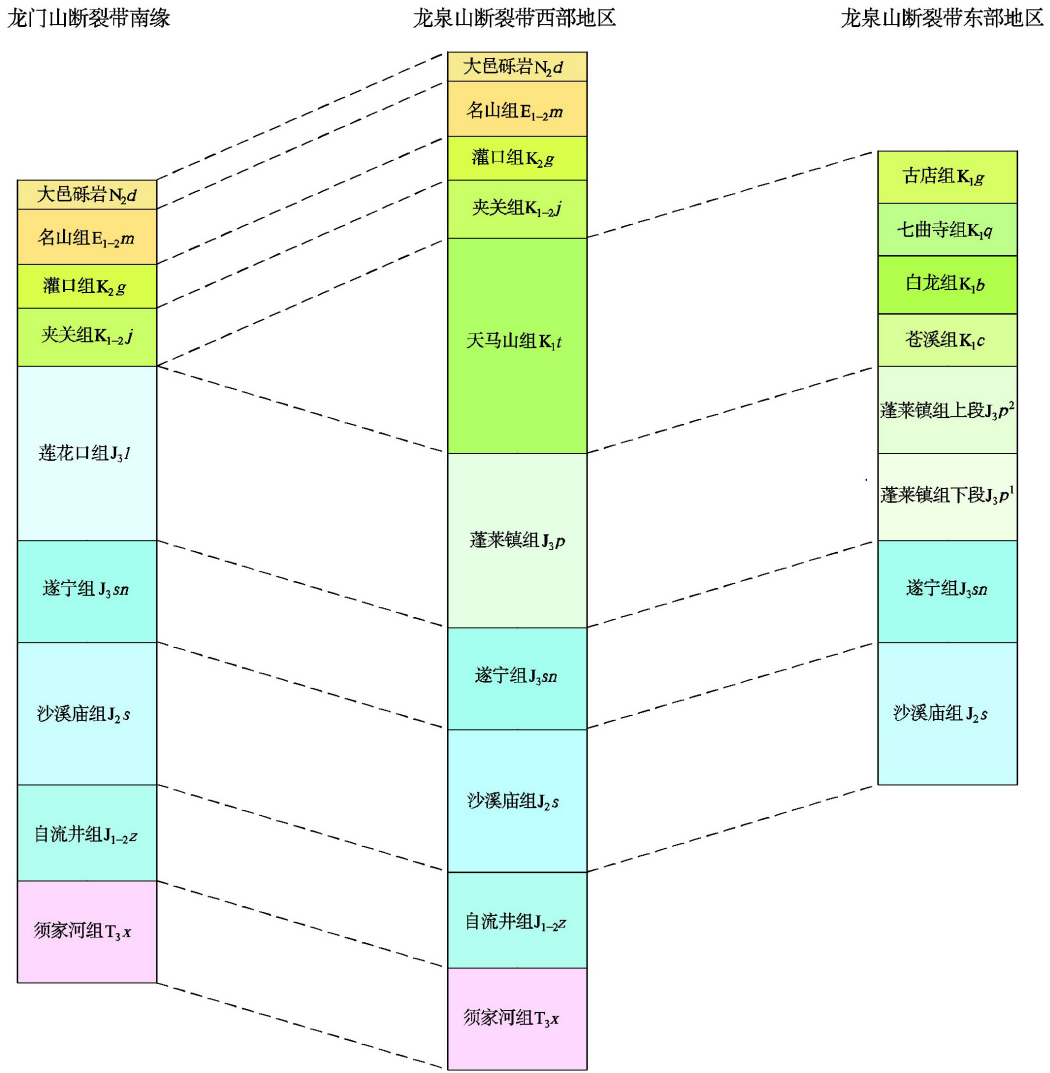 龙门山断裂带南缘
龙泉山断裂带西部地区
龙泉山断裂带东部地区
大邑砾岩N₂d
名山组E₁₋₂m
灌口组K₂g
夹关组K₁₋₂j
莲花口组J₃l
遂宁组J₃sn
沙溪庙组J₂s
自流井组J₁₋₂z
须家河组T₃x
大邑砾岩N₂d
名山组E₁₋₂m
灌口组K₂g
夹关组K₁₋₂j
天马山组K₁t
蓬莱镇组J₃p
遂宁组J₃sn
沙溪庙组J₂s
自流井组J₁₋₂z
须家河组T₃x
古店组K₁g
七曲寺组K₁q
白龙组K₁b
苍溪组K₁c
蓬莱镇组上段J₃p²
蓬莱镇组下段J₃p¹
遂宁组J₃sn
沙溪庙组J₂s